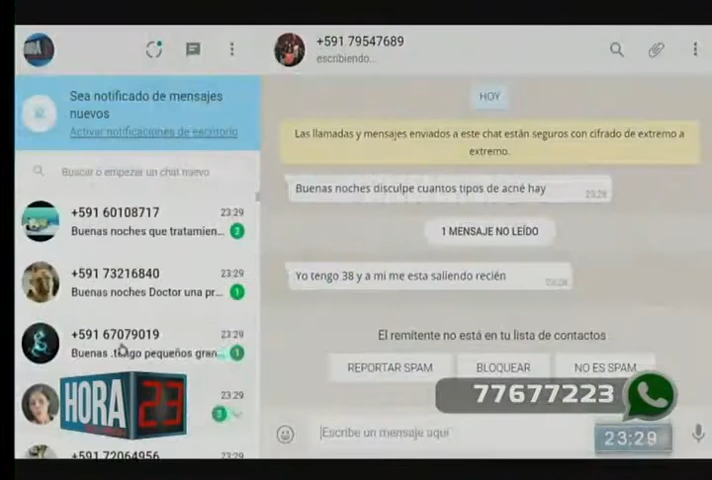 +591 79547689
escribiendo...
Sea notificado de mensajes
nuevos
Activar notificaciones de escritorio
Buscar o empezar un chat nuevo
+591 60108717
23:29
Buenas noches que tratamien...
+591 73216840
23:29
Buenas noches Doctor una pr...
1
+591 67079019
23:29
Buenas .tengo pequeños gran...
1
23:29
+591 72064956
23:29
HOY
Las llamadas y mensajes enviados a este chat están seguros con cifrado de extremo a
extremo.
Buenas noches disculpe cuantos tipos de acné hay
23:28
1 MENSAJE NO LEÍDO
Yo tengo 38 y a mi me esta saliendo recién
El remitente no está en tu lista de contactos
REPORTAR SPAM
BLOQUEAR
NO ES SPAM
77677223
Escribe un mensaje aquí
23:29
HORA 23